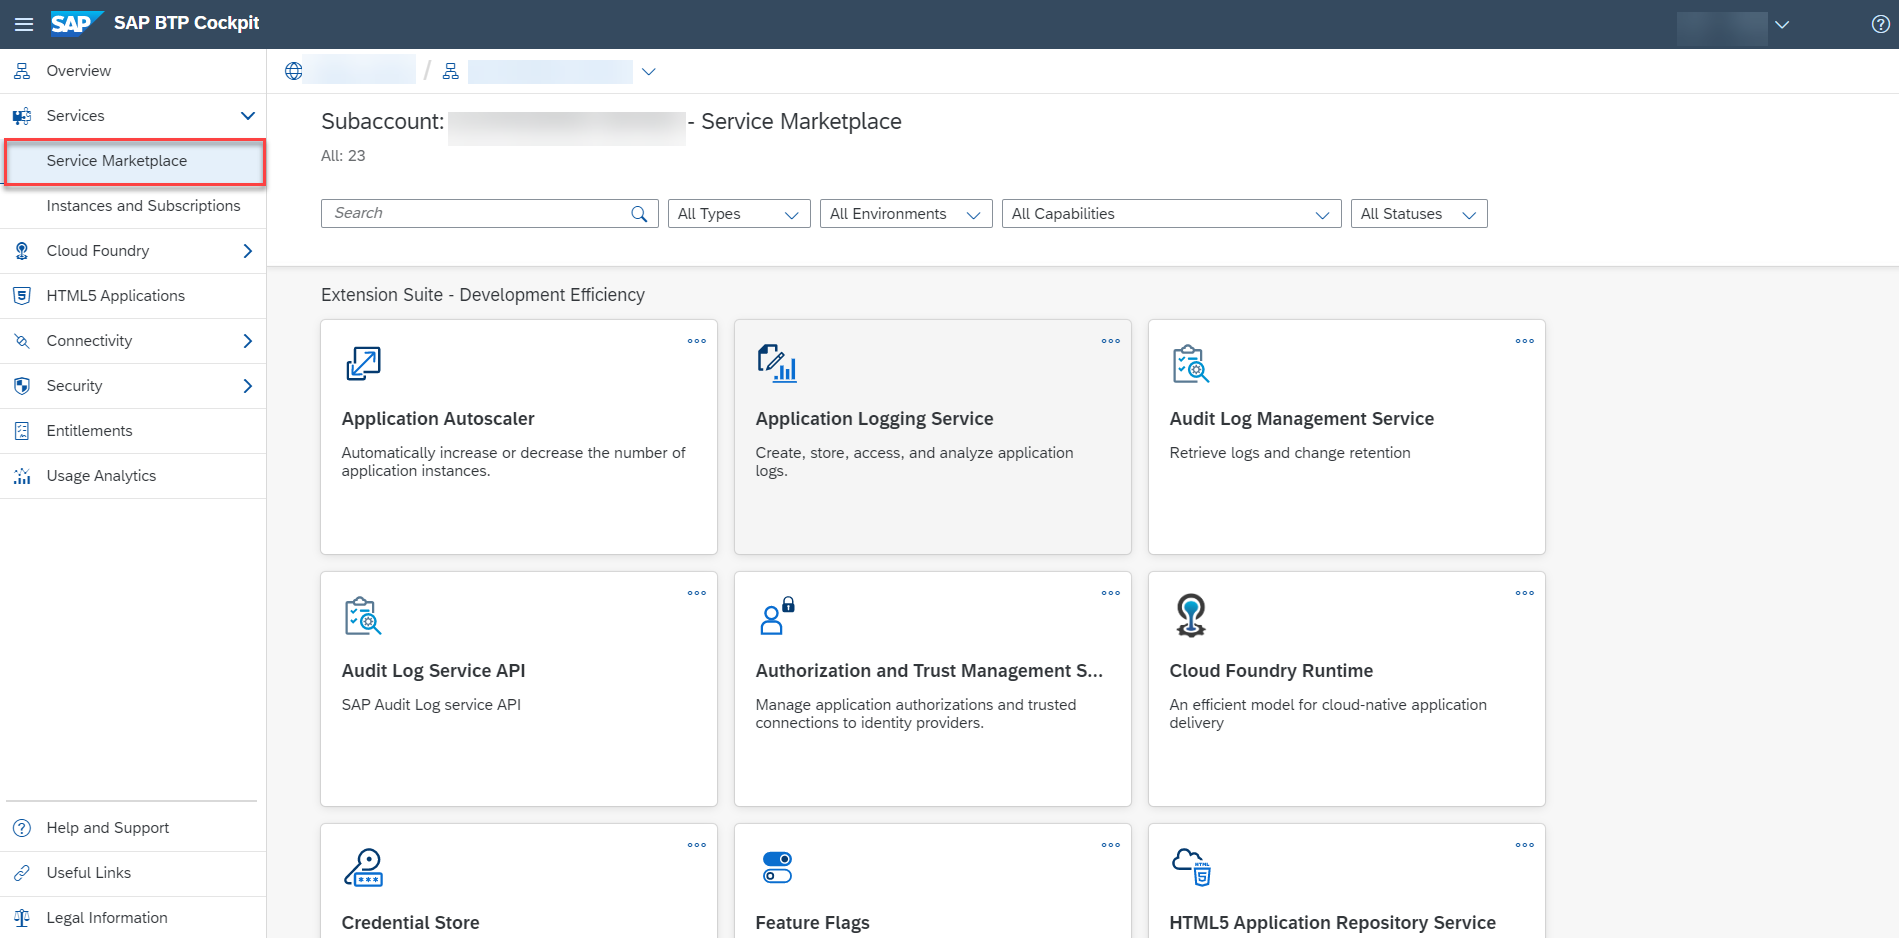 SAP SAP BTP Cockpit
Overview
Services
Service Marketplace
Instances and Subscriptions
Cloud Foundry
HTML5 Applications
Connectivity
Security
Entitlements
Usage Analytics
Help and Support
Useful Links
Legal Information
/
Subaccount: - Service Marketplace
All: 23
Search
All Types
All Environments
All Capabilities
All Statuses
Extension Suite - Development Efficiency
Application Autoscaler
Automatically increase or decrease the number of
application instances.
Application Logging Service
Create, store, access, and analyze application
logs.
Audit Log Management Service
Retrieve logs and change retention
Audit Log Service API
SAP Audit Log service API
Authorization and Trust Management S...
Manage application authorizations and trusted
connections to identity providers.
Cloud Foundry Runtime
An efficient model for cloud-native application
delivery
Credential Store
Feature Flags
HTML
5
HTML5 Application Repository Service